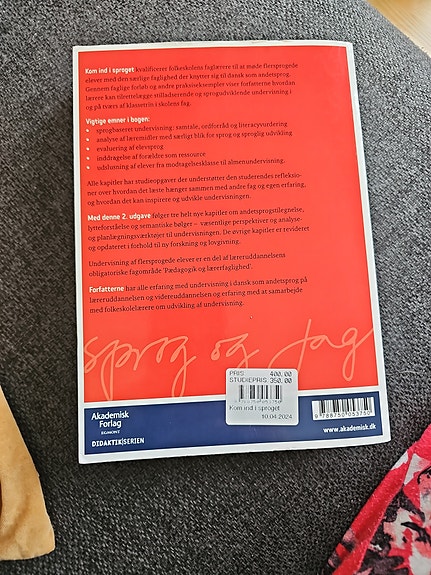 Kom ind i sproget kvalificerer folkeskolens faglærere til at møde flersprogede
elever med den særlige faglighed der knytter sig til dansk som andetsprog.
Gennem faglige forløb og andre praksiseksempler viser forfatterne hvordan
lærere kan tilrettelægge stilladserende og sprogudviklende undervisning i
og på tværs af klassetrin i skolens fag.
Vigtige emner i bogen:
• sprogbaseret undervisning: samtale, ordforråd og literacyvurdering
• analyse af læremidler med særligt blik for sprog og sproglig udvikling
• evaluering af elevsprog
• inddragelse af forældre som ressource
• udslusning af elever fra modtagelsesklasse til almenundervisning.
Alle kapitler har studieopgaver der understøtter den studerendes refleksio-
ner over hvordan det læste hænger sammen med andre fag og egen erfaring,
og hvordan det kan inspirere og udvikle undervisningen.
Med denne 2. udgave følger tre helt nye kapitler om andetsprogstilegnelse,
lytteforståelse og semantiske bølger – væsentlige perspektiver og analyse-
og planlægningsværktøjer til undervisningen. De øvrige kapitler er revideret
og opdateret i forhold til ny forskning og lovgivning.
Undervisning af flersprogede elever er en del af læreruddannelsens
obligatoriske fagområde 'Pædagogik og lærerfaglighed'.
Forfatterne har alle erfaring med undervisning i dansk som andetsprog på
læreruddannelsen og videreuddannelsen og erfaring med at samarbejde
med folkeskolelærere om udvikling af undervisning.
sprog og fag
PRIS 400,00
STUDIEPRIS 350,00
9788750053750
Kom ind i sproget
10.04.2024
Akademisk
Forlag
EGMONT
DIDAKTIKSERIEN
9 788750 053750
www.akademisk.dk